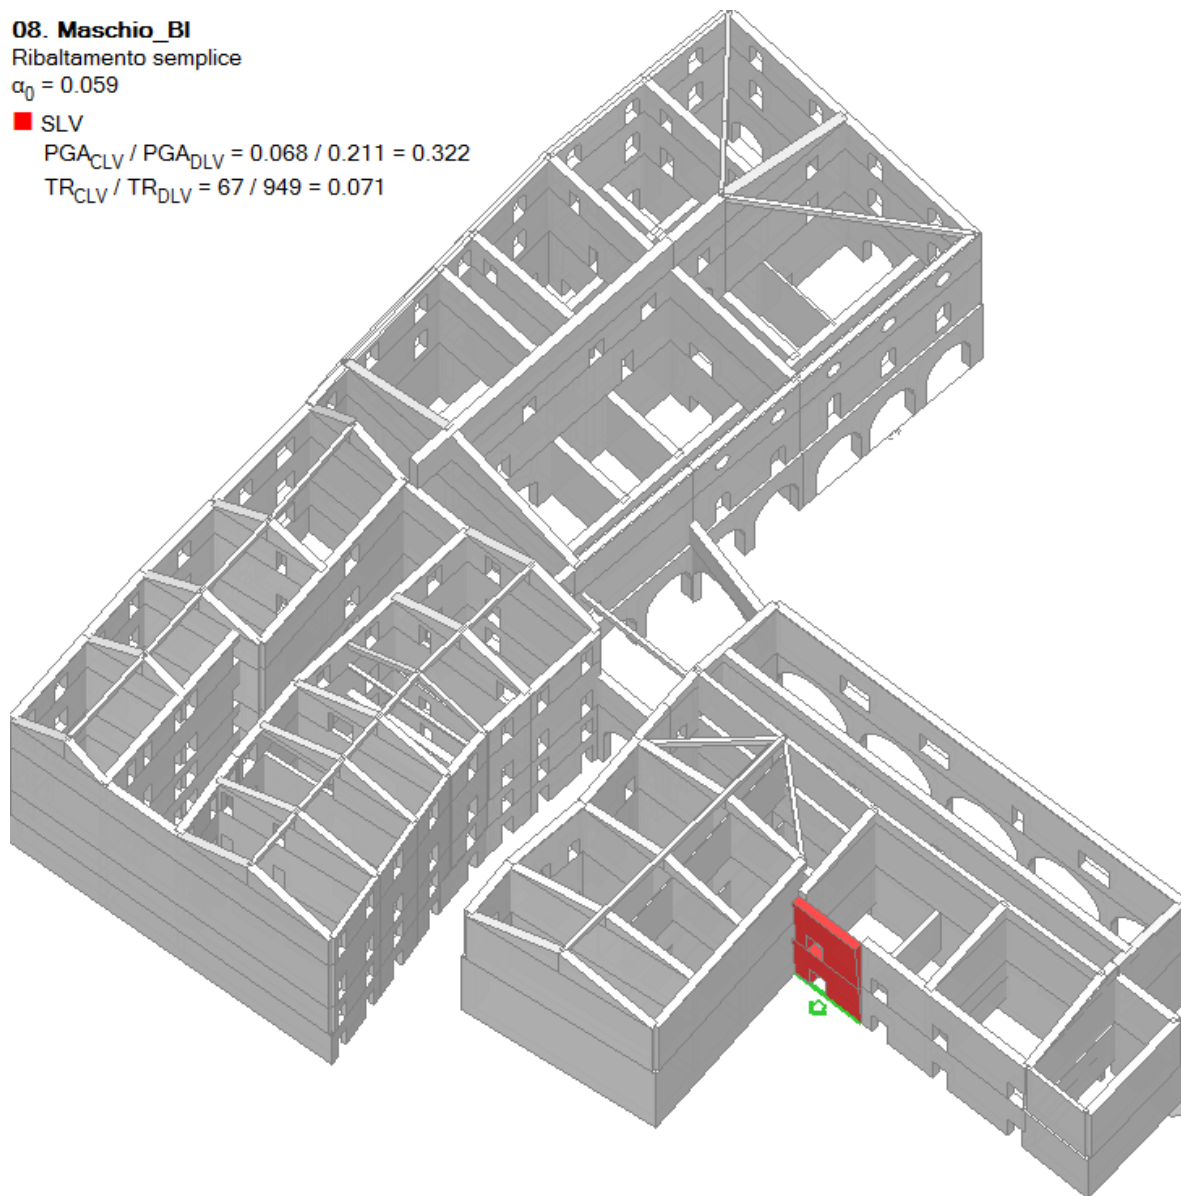 08. Maschio_BI
Ribaltamento semplice
α0 = 0.059
SLV
PGACLV / PGADLV = 0.068 / 0.211 = 0.322
TRCLV / TRDLV = 67 / 949 = 0.071